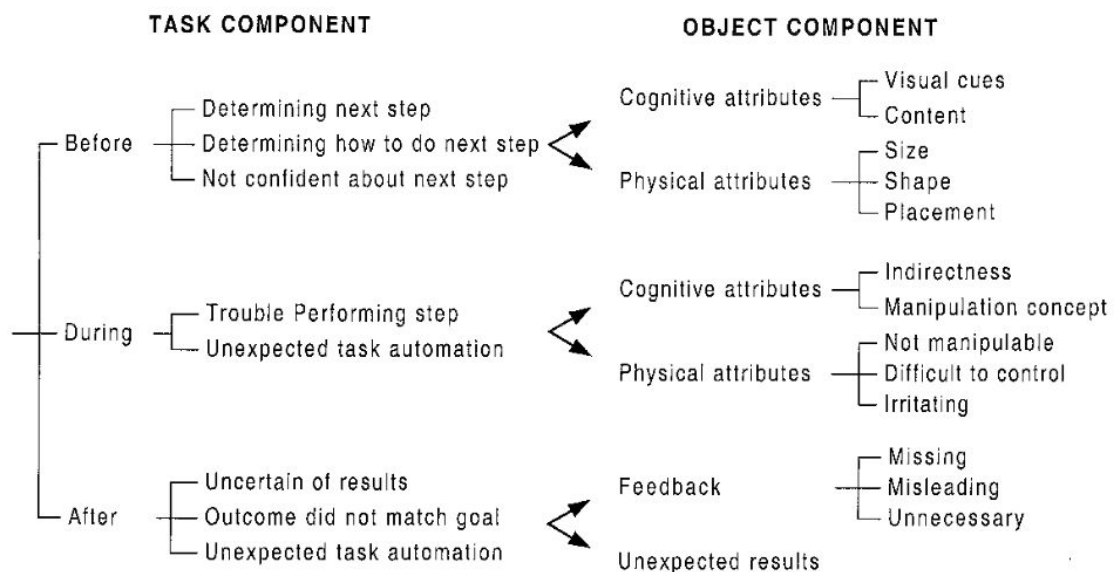 TASK COMPONENT
OBJECT COMPONENT
Before
Determining next step
Determining how to do next step
Not confident about next step
Cognitive attributes
Visual cues
Content
Physical attributes
Size
Shape
Placement
During
Trouble Performing step
Unexpected task automation
Cognitive attributes
Indirectness
Manipulation concept
Physical attributes
Not manipulable
Difficult to control
Irritating
After
Uncertain of results
Outcome did not match goal
Unexpected task automation
Feedback
Missing
Misleading
Unnecessary
Unexpected results